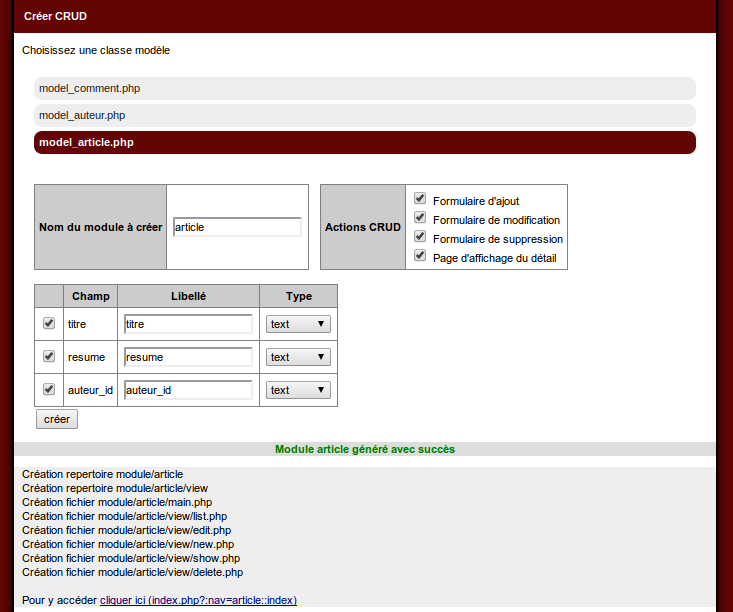 Créer CRUD
Choisissez une classe modèle
model_comment.php
model_auteur.php
model_article.php
Nom du module à créer
article
Actions CRUD
Formulaire d'ajout
Formulaire de modification
Formulaire de suppression
Page d'affichage du détail
Champ Libellé Type
titre titre text
resume resume text
auteur_id auteur_id text
créer
Module article généré avec succès
Création repertoire module/article
Création repertoire module/article/view
Création fichier module/article/main.php
Création fichier module/article/view/list.php
Création fichier module/article/view/edit.php
Création fichier module/article/view/new.php
Création fichier module/article/view/show.php
Création fichier module/article/view/delete.php
Pour y accéder cliquer ici (index.php?:nav=article::index)